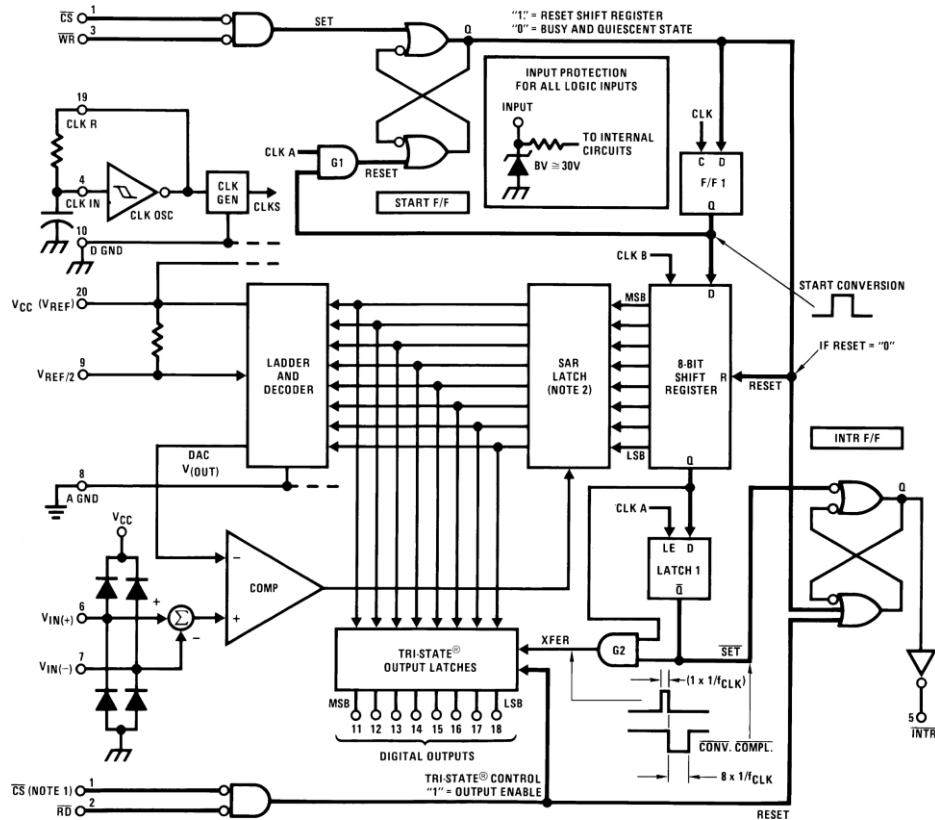 CS 1
WR 3
SET
Q
"1" = RESET SHIFT REGISTER
"0" = BUSY AND QUIESCENT STATE
INPUT PROTECTION
FOR ALL LOGIC INPUTS
INPUT
TO INTERNAL
CIRCUITS
BV ≅ 30V
CLK
C D
F/F 1
Q
19
CLK R
4
CLK IN
CLK OSC
CLK
GEN
CLKS
10
D GND
CLK A
G1
RESET
START F/F
CLK B
D
START CONVERSION
IF RESET = "0"
20
VCC (VREF)
9
VREF/2
LADDER
AND
DECODER
SAR
LATCH
(NOTE 2)
MSB
LSB
8-BIT
SHIFT
REGISTER
R
RESET
Q
INTR F/F
DAC
V(OUT)
8
A GND
VCC
6
VIN(+)
7
VIN(−)
+
Σ
−
−
+
COMP
CLK A
LE D
LATCH 1
Q
Q
XFER
G2
SET
TRI-STATE®
OUTPUT LATCHES
MSB
LSB
11 12 13 14 15 16 17 18
DIGITAL OUTPUTS
(1 x 1/fCLK)
CONV. COMPL.
8 x 1/fCLK
5
INTR
CS (NOTE 1) 1
RD 2
TRI-STATE® CONTROL
"1" = OUTPUT ENABLE
RESET